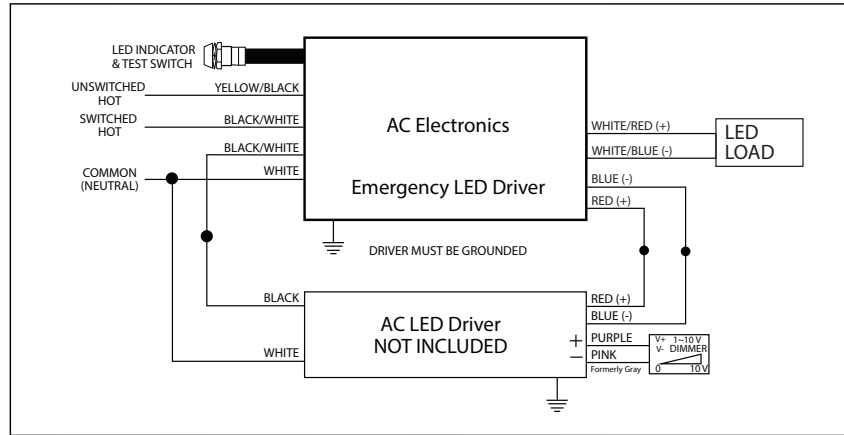 LED INDICATOR
& TEST SWITCH
UNSWITCHED
HOT
YELLOW/BLACK
SWITCHED
HOT
BLACK/WHITE
BLACK/WHITE
COMMON
(NEUTRAL)
WHITE
AC Electronics
Emergency LED Driver
WHITE/RED (+)
WHITE/BLUE (-)
LED
LOAD
BLUE (-)
RED (+)
DRIVER MUST BE GROUNDED
BLACK
WHITE
AC LED Driver
NOT INCLUDED
RED (+)
BLUE (-)
+ PURPLE
− PINK
Formerly Gray
V+ 1~10 V
V- DIMMER
0 10 V